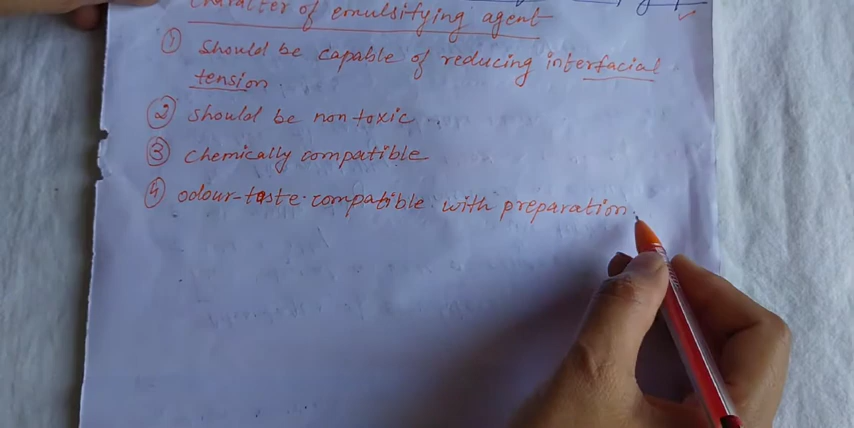 character of emulsifying agent
① Should be capable of reducing interfacial
tension.
② Should be non toxic
③ chemically compatible
④ odour-taste compatible with preparation.